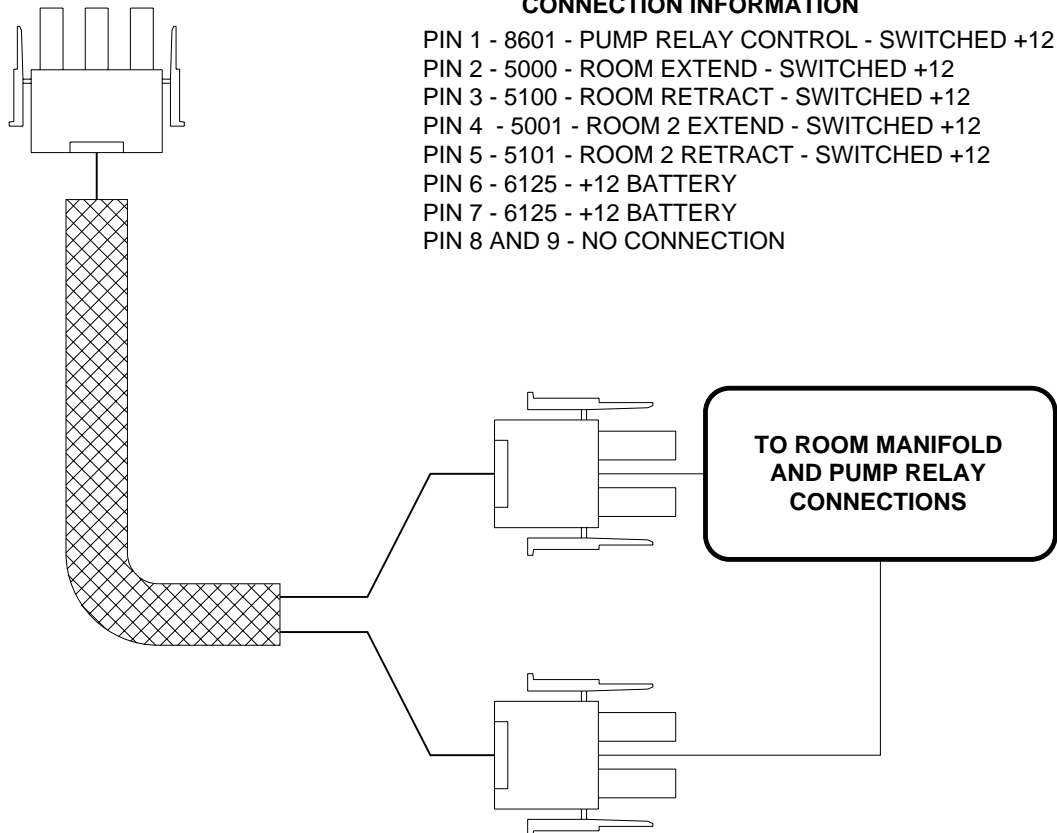 CONNECTION INFORMATION
PIN 1 - 8601 - PUMP RELAY CONTROL - SWITCHED +12
PIN 2 - 5000 - ROOM EXTEND - SWITCHED +12
PIN 3 - 5100 - ROOM RETRACT - SWITCHED +12
PIN 4 - 5001 - ROOM 2 EXTEND - SWITCHED +12
PIN 5 - 5101 - ROOM 2 RETRACT - SWITCHED +12
PIN 6 - 6125 - +12 BATTERY
PIN 7 - 6125 - +12 BATTERY
PIN 8 AND 9 - NO CONNECTION
TO ROOM MANIFOLD
AND PUMP RELAY
CONNECTIONS